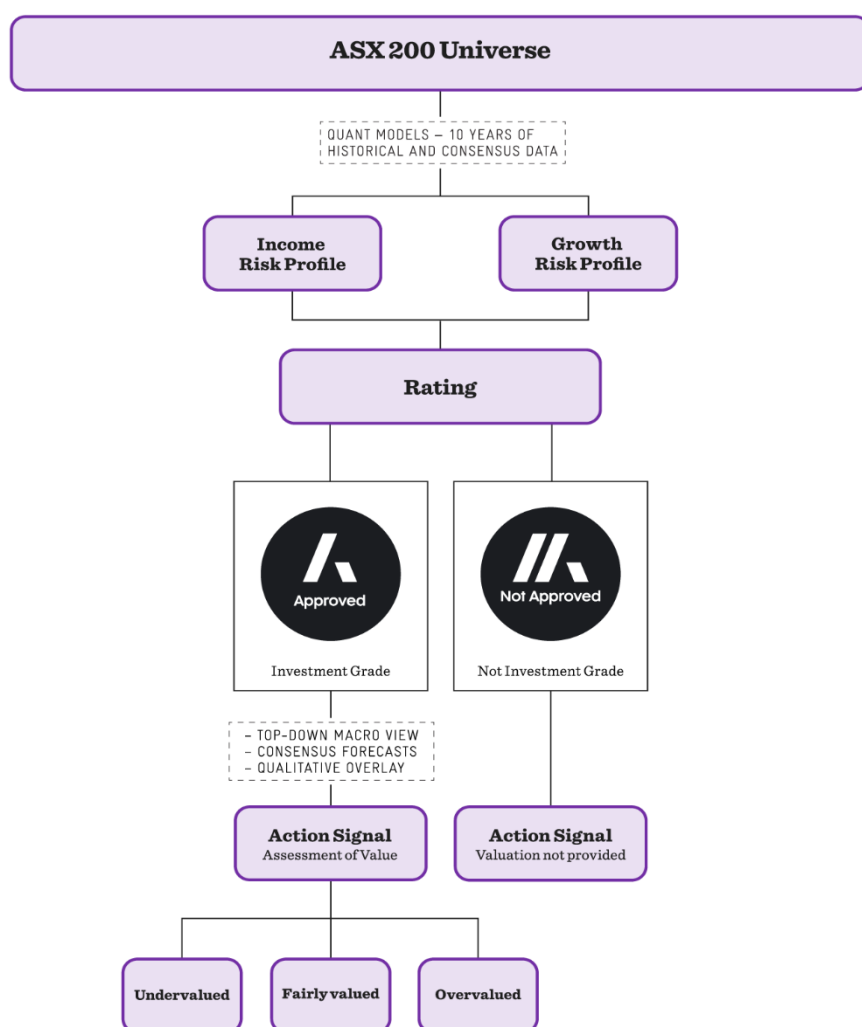 ASX 200 Universe
QUANT MODELS – 10 YEARS OF
HISTORICAL AND CONSENSUS DATA
Income
Risk Profile
Growth
Risk Profile
Rating
Approved
Investment Grade
Not Approved
Not Investment Grade
– TOP-DOWN MACRO VIEW
– CONSENSUS FORECASTS
– QUALITATIVE OVERLAY
Action Signal
Assessment of Value
Action Signal
Valuation not provided
Undervalued
Fairly valued
Overvalued